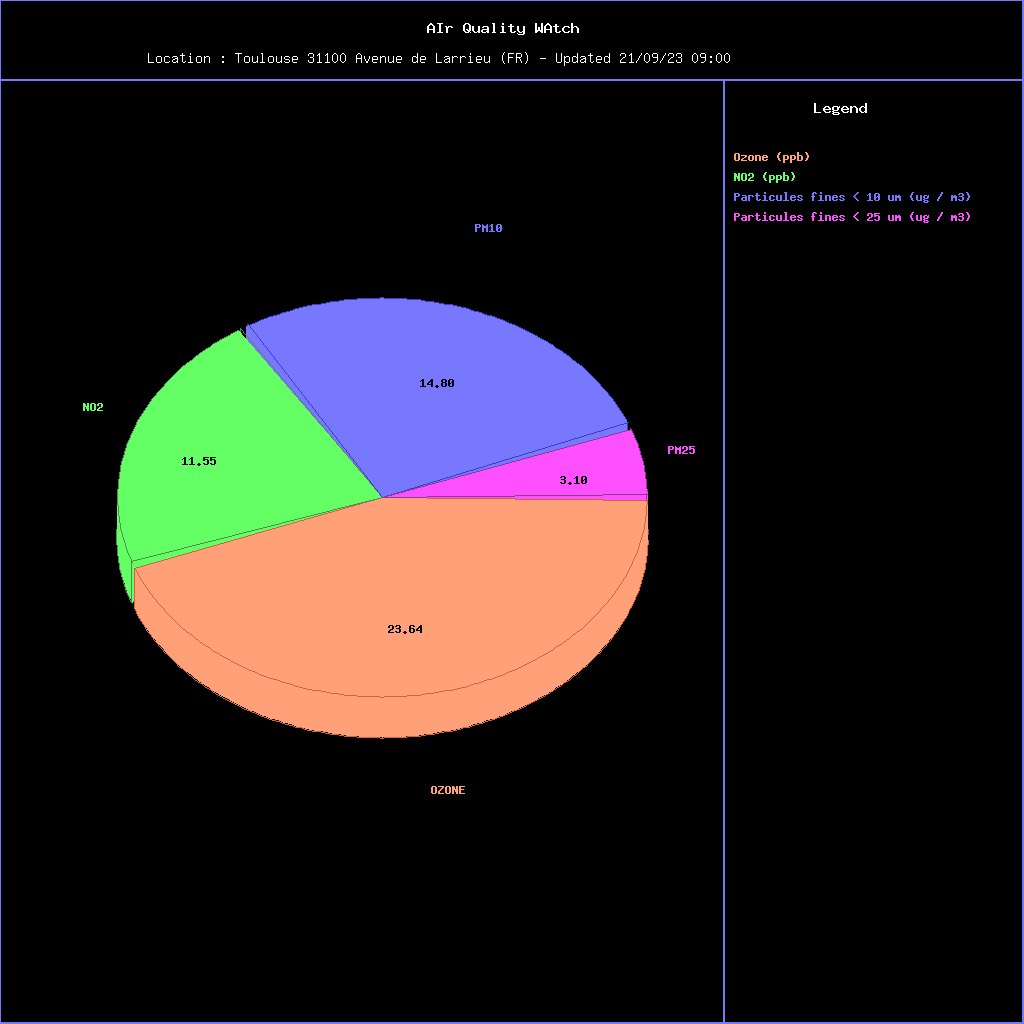 AIr Quality WAtch
Location : Toulouse 31100 Avenue de Larrieu (FR) - Updated 21/09/23 09:00
Legend
Ozone (ppb)
NO2 (ppb)
Particules fines < 10 um (ug / m3)
Particules fines < 25 um (ug / m3)
PM10
14.80
NO2
PM25
11.55
3.10
23.64
OZONE